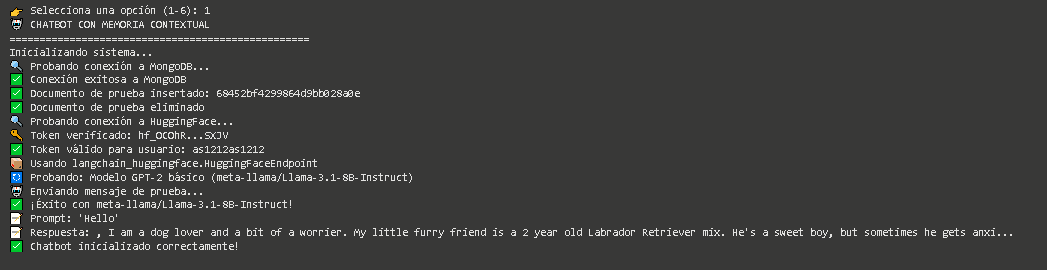 👉 Selecciona una opción (1-6): 1
🤖 CHATBOT CON MEMORIA CONTEXTUAL
==================================================
Inicializando sistema...
🔍 Probando conexión a MongoDB...
✅ Conexión exitosa a MongoDB
✅ Documento de prueba insertado: 68452bf4299864d9bb028a0e
✅ Documento de prueba eliminado
🔍 Probando conexión a HuggingFace...
🔑 Token verificado: hf_OCOhR...SXJV
✅ Token válido para usuario: as1212as1212
📦 Usando langchain_huggingface.HuggingFaceEndpoint
🔄 Probando: Modelo GPT-2 básico (meta-llama/Llama-3.1-8B-Instruct)
🤖 Enviando mensaje de prueba...
✅ ¡Éxito con meta-llama/Llama-3.1-8B-Instruct!
📝 Prompt: 'Hello'
📝 Respuesta: , I am a dog lover and a bit of a worrier. My little furry friend is a 2 year old Labrador Retriever mix. He's a sweet boy, but sometimes he gets anxi...
✅ Chatbot inicializado correctamente!